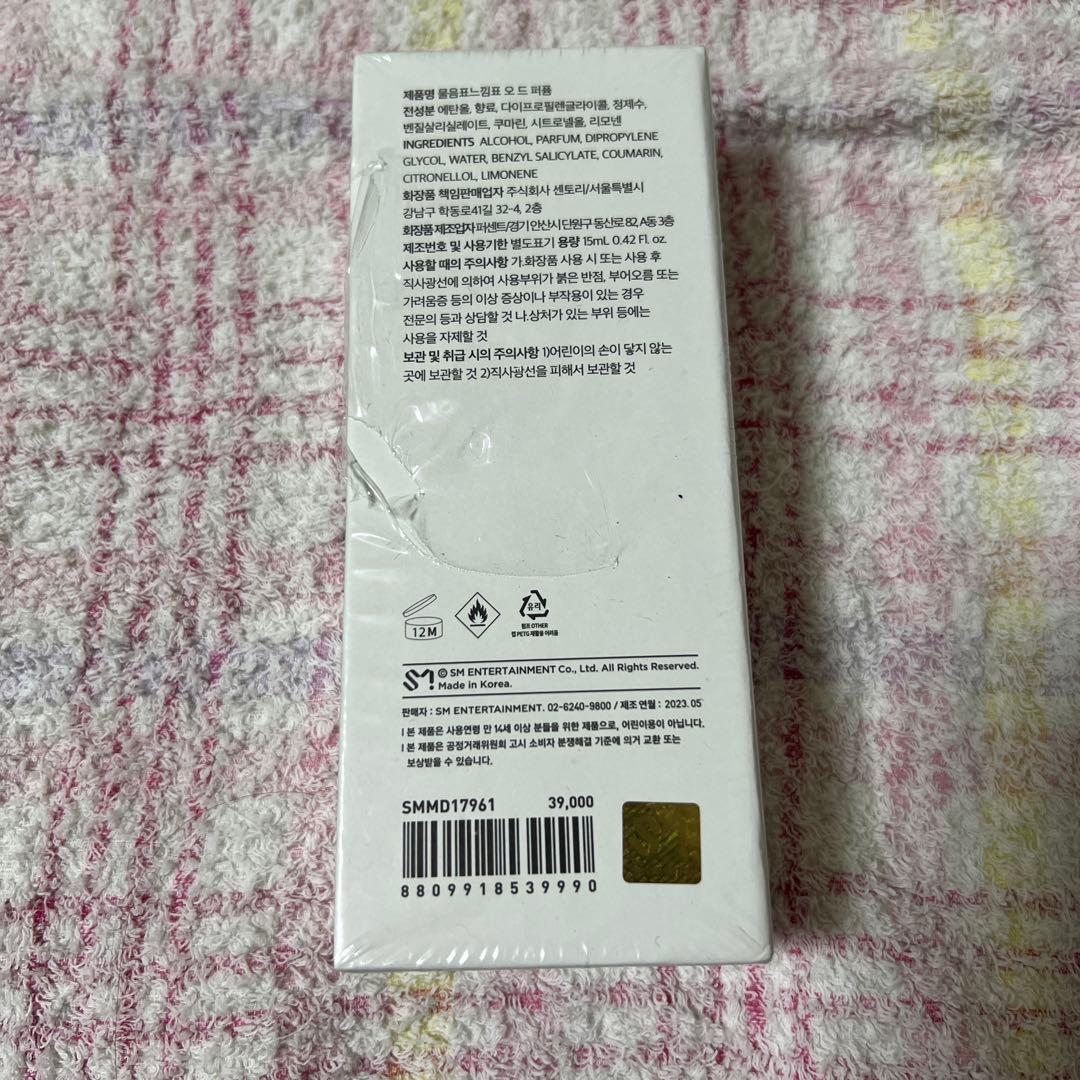 제품명 물음표느낌표 오 드 퍼퓸
전성분 에탄올, 향료, 다이프로필렌글라이콜, 정제수,
벤질살리실레이트, 쿠마린, 시트로넬올, 리모넨
INGREDIENTS ALCOHOL, PARFUM, DIPROPYLENE
GLYCOL, WATER, BENZYL SALICYLATE, COUMARIN,
CITRONELLOL, LIMONENE
화장품 책임판매업자 주식회사 센토리/서울특별시
강남구 학동로41길 32-4, 2층
화장품 제조업자 퍼센트/경기 안산시 단원구 동산로 82, A동 3층
제조번호 및 사용기한 별도표기 용량 15mL 0.42 Fl. oz.
사용할 때의 주의사항 가.화장품 사용 시 또는 사용 후
직사광선에 의하여 사용부위가 붉은 반점, 부어오름 또는
가려움증 등의 이상 증상이나 부작용이 있는 경우
전문의 등과 상담할 것 나.상처가 있는 부위 등에는
사용을 자제할 것
보관 및 취급 시의 주의사항 1)어린이의 손이 닿지 않는
곳에 보관할 것 2)직사광선을 피해서 보관할 것
12M
유리
펌프 OTHER
캡 PETG 재활용 어려움
SM! © SM ENTERTAINMENT Co., Ltd. All Rights Reserved.
Made in Korea.
판매자 : SM ENTERTAINMENT. 02-6240-9800 / 제조 연월 : 2023.05
| 본 제품은 사용연령 만 14세 이상 분들을 위한 제품으로, 어린이용이 아닙니다.
| 본 제품은 공정거래위원회 고시 소비자 분쟁해결 기준에 의거 교환 또는
보상받을 수 있습니다.
SMMD17961 39,000
8809918539990